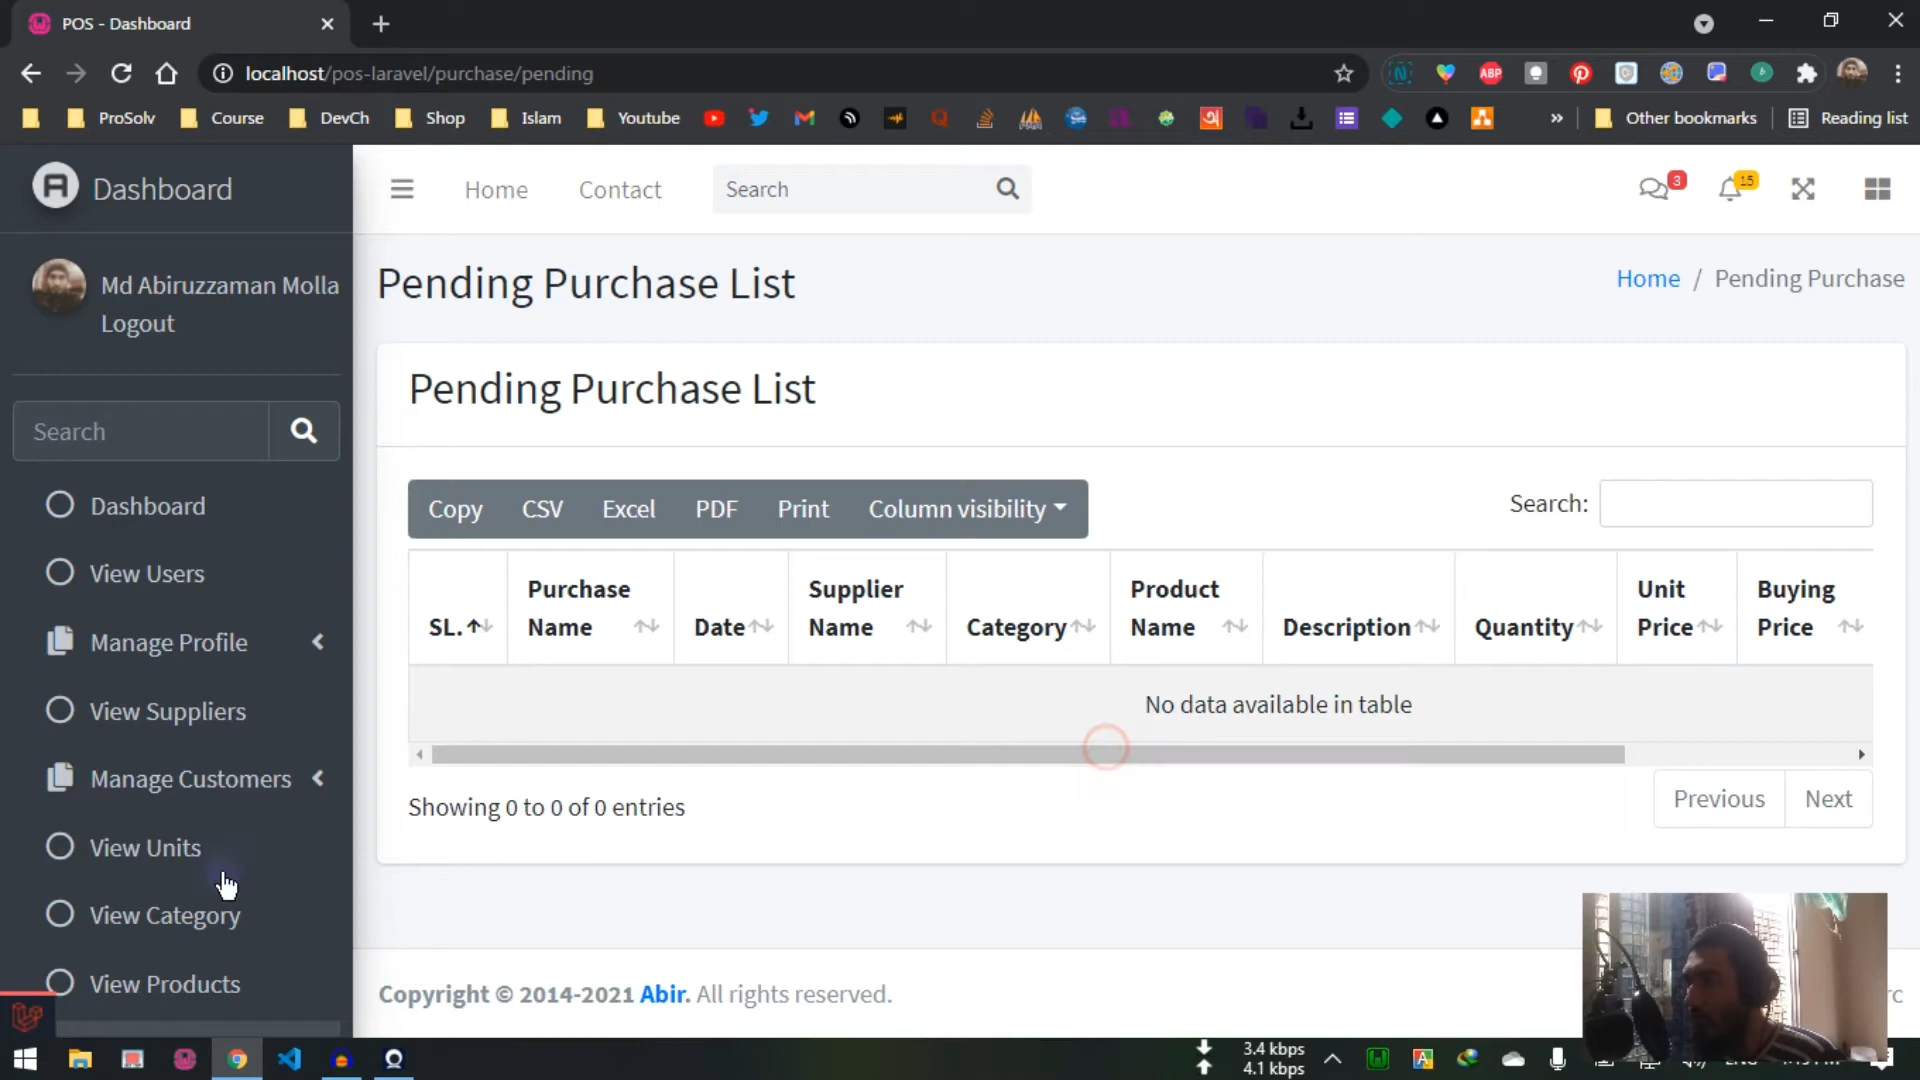 POS - Dashboard
localhost/pos-laravel/purchase/pending
ABP
ProSolv
Course
DevCh
Shop
Islam
Youtube
»
Other bookmarks
Reading list
Dashboard
Home
Contact
Search
3
15
Md Abiruzzaman Molla
Logout
Search
Dashboard
View Users
Manage Profile
View Suppliers
Manage Customers
View Units
View Category
View Products
Pending Purchase List
Home / Pending Purchase
Pending Purchase List
Copy
CSV
Excel
PDF
Print
Column visibility
Search:
SL.
Purchase Name
Date
Supplier Name
Category
Product Name
Description
Quantity
Unit Price
Buying Price
No data available in table
Showing 0 to 0 of 0 entries
Previous
Next
Copyright © 2014-2021 Abir. All rights reserved.
3.4 kbps
4.1 kbps